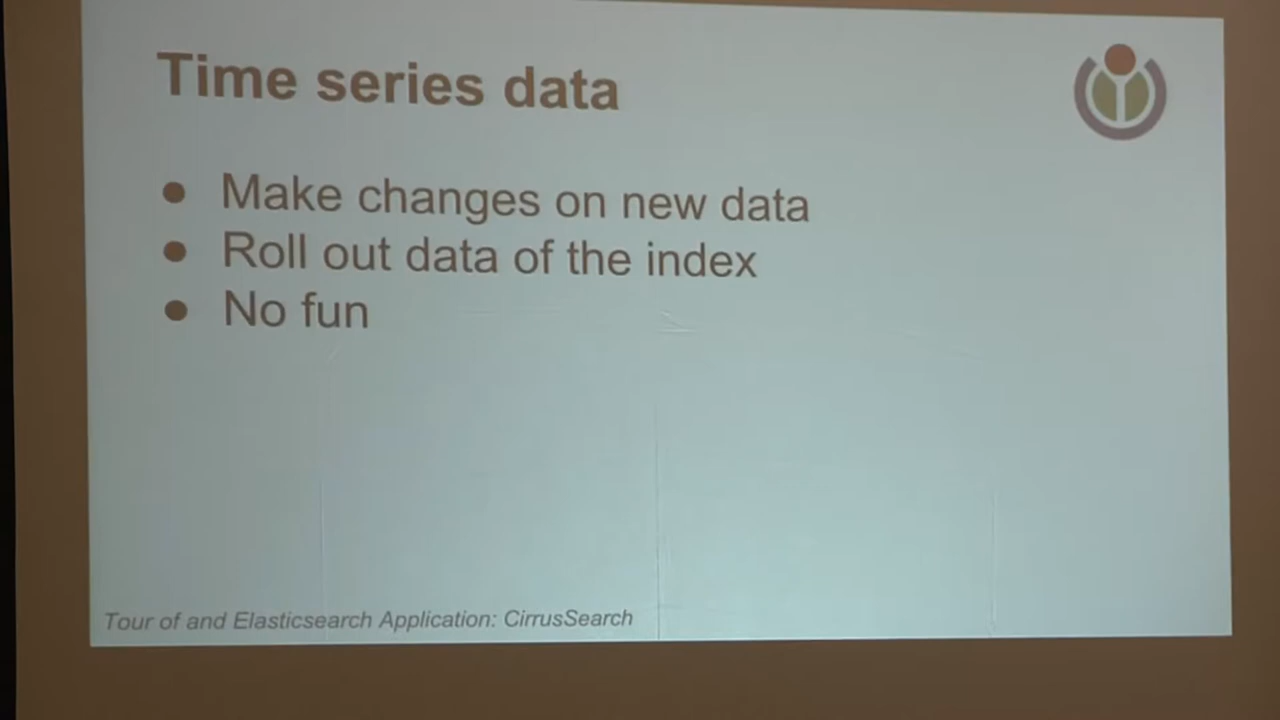 Time series data
● Make changes on new data
● Roll out data of the index
● No fun
Tour of and Elasticsearch Application: CirrusSearch